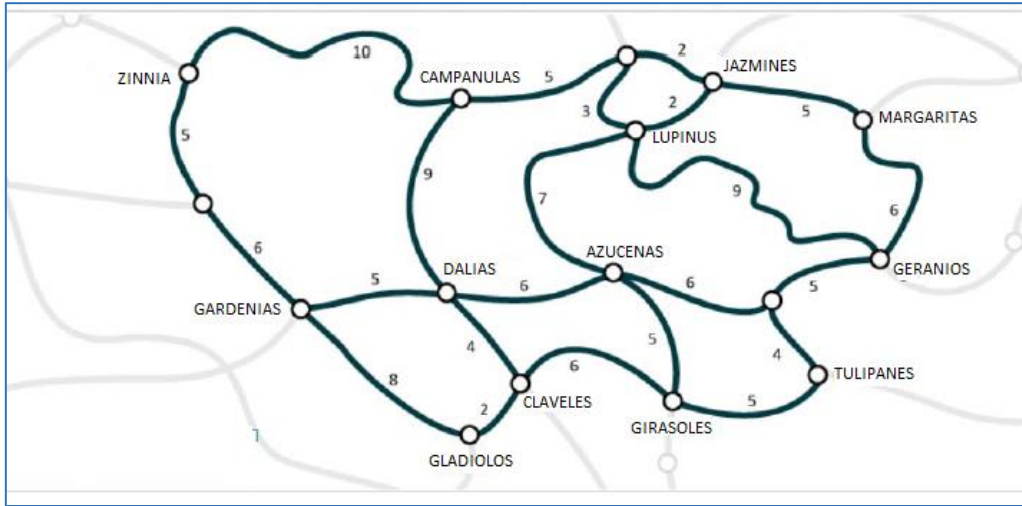 10
2
ZINNIA
CAMPANULAS
5
JAZMINES
3
2
5
MARGARITAS
5
LUPINUS
9
7
9
6
6
AZUCENAS
GERANIOS
DALIAS
5
6
6
5
GARDENIAS
4
5
4
8
6
TULIPANES
2
CLAVELES
5
GIRASOLES
GLADIOLOS